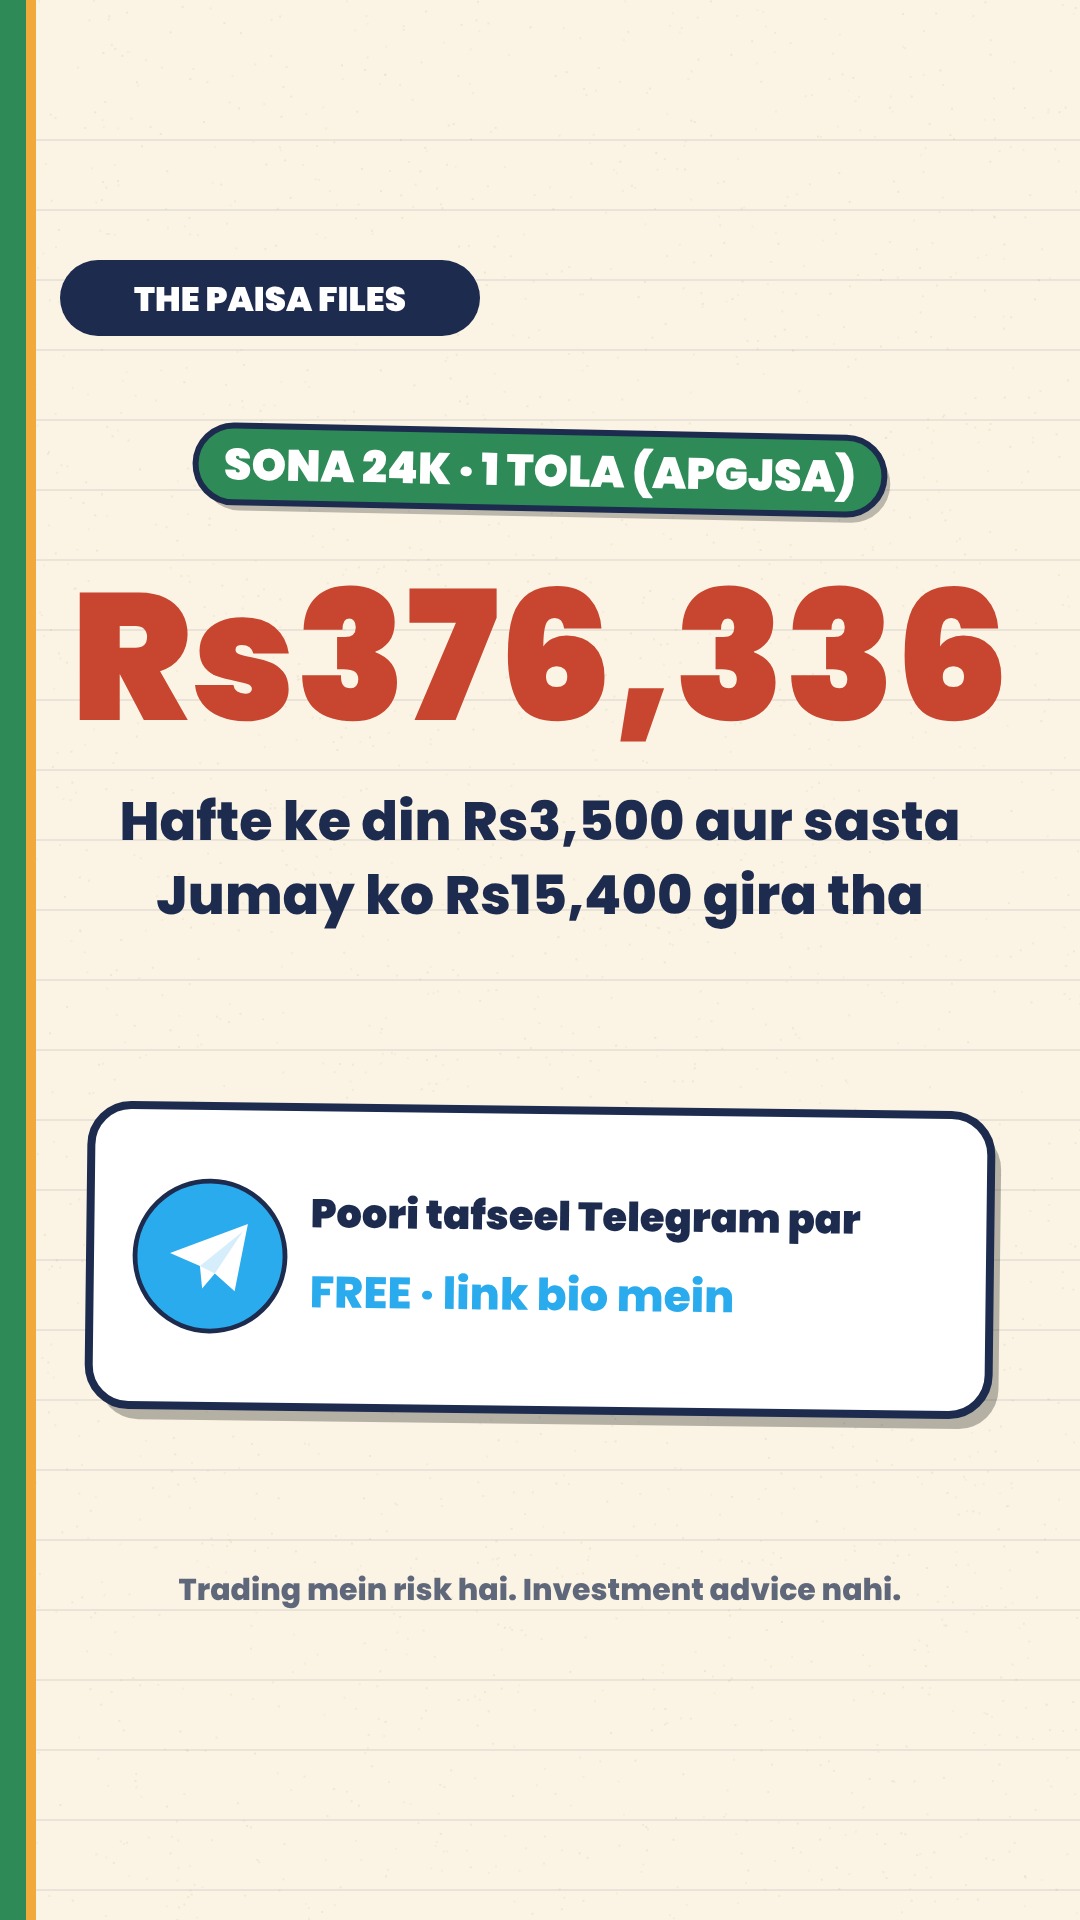 THE PAISA FILES
SONA 24K · 1 TOLA (APGJSA)
Rs376,336
Hafte ke din Rs3,500 aur sasta
Jumay ko Rs15,400 gira tha
Poori tafseel Telegram par
FREE · link bio mein
Trading mein risk hai. Investment advice nahi.